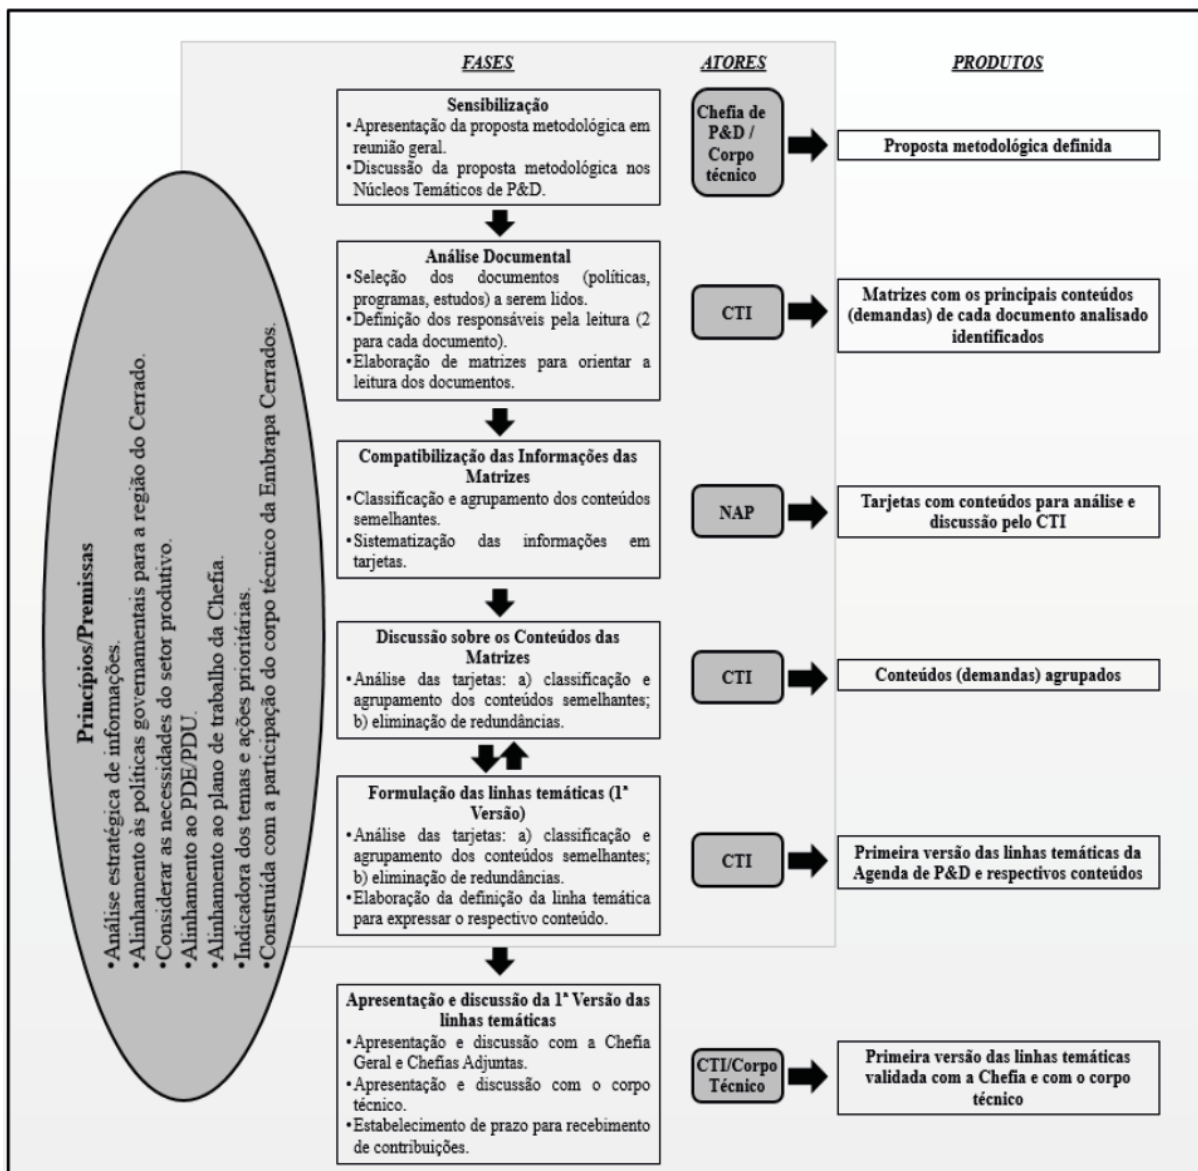 FASES
ATORES
PRODUTOS
Sensibilização
•Apresentação da proposta metodológica em
reunião geral.
•Discussão da proposta metodológica nos
Núcleos Temáticos de P&D.
Chefia de
P&D /
Corpo
técnico
Proposta metodológica definida
Análise Documental
•Seleção dos documentos (políticas,
programas, estudos) a serem lidos.
•Definição dos responsáveis pela leitura (2
para cada documento).
•Elaboração de matrizes para orientar a
leitura dos documentos.
CTI
Matrizes com os principais conteúdos
(demandas) de cada documento analisado
identificados
Compatibilização das Informações das
Matrizes
•Classificação e agrupamento dos conteúdos
semelhantes.
•Sistematização das informações em
tarjetas.
NAP
Tarjetas com conteúdos para análise e
discussão pelo CTI
Discussão sobre os Conteúdos das
Matrizes
•Análise das tarjetas: a) classificação e
agrupamento dos conteúdos semelhantes;
b) eliminação de redundâncias.
CTI
Conteúdos (demandas) agrupados
Formulação das linhas temáticas (1ª
Versão)
•Análise das tarjetas: a) classificação e
agrupamento dos conteúdos semelhantes;
b) eliminação de redundâncias.
•Elaboração da definição da linha temática
para expressar o respectivo conteúdo.
CTI
Primeira versão das linhas temáticas da
Agenda de P&D e respectivos conteúdos
Apresentação e discussão da 1ª Versão das
linhas temáticas
•Apresentação e discussão com a Chefia
Geral e Chefias Adjuntas.
•Apresentação e discussão com o corpo
técnico.
•Estabelecimento de prazo para recebimento
de contribuições.
CTI/Corpo
Técnico
Primeira versão das linhas temáticas
validada com a Chefia e com o corpo
técnico
Princípios/Premissas
•Análise estratégica de informações.
•Alinhamento às políticas governamentais para a região do Cerrado.
•Considerar as necessidades do setor produtivo.
•Alinhamento ao PDE/PDU.
•Alinhamento ao plano de trabalho da Chefia.
•Indicadora dos temas e ações prioritárias.
•Construída com a participação do corpo técnico da Embrapa Cerrados.